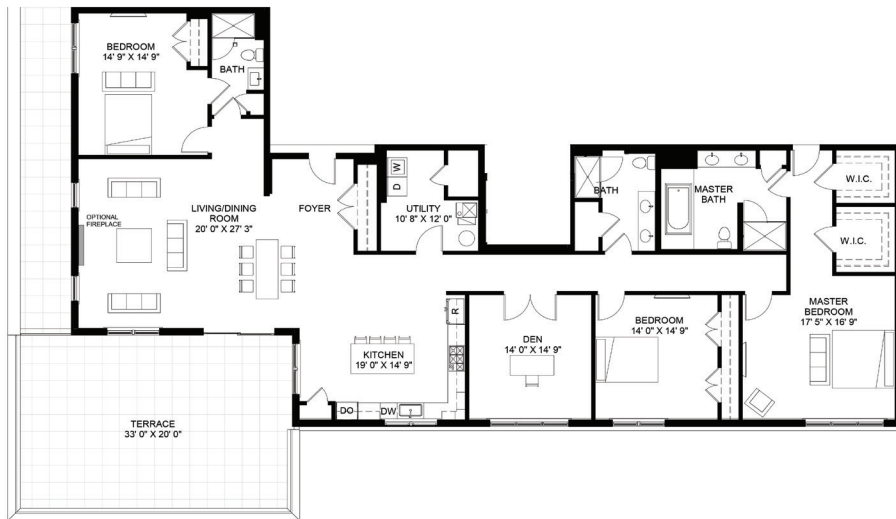 BEDROOM
14' 9" X 14' 9"
BATH
OPTIONAL
FIREPLACE
LIVING/DINING
ROOM
20' 0" X 27' 3"
FOYER
W
D
UTILITY
10' 8" X 12' 0"
BATH
MASTER
BATH
W.I.C.
W.I.C.
R
KITCHEN
19' 0" X 14' 9"
DO
DW
DEN
14' 0" X 14' 9"
BEDROOM
14' 0" X 14' 9"
MASTER
BEDROOM
17' 5" X 16' 9"
TERRACE
33' 0" X 20' 0"